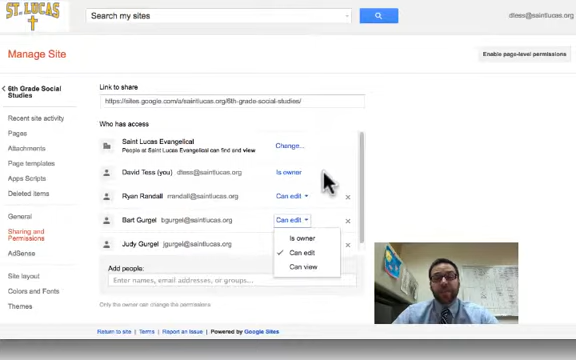 ST. LUCAS
Search my sites
dtess@saintlucas.org
Manage Site
Enable page-level permissions
6th Grade Social Studies
Recent site activity
Pages
Attachments
Page templates
Apps Scripts
Deleted items
General
Sharing and Permissions
AdSense
Site layout
Colors and Fonts
Themes
Link to share
https://sites.google.com/a/saintlucas.org/6th-grade-social-studies/
Who has access
Saint Lucas Evangelical
People at Saint Lucas Evangelical can find and view
Change...
David Tess (you) dtess@saintlucas.org Is owner
Ryan Randall rrandall@saintlucas.org Can edit
Bart Gurgel bgurgel@saintlucas.org Can edit
Judy Gurgel jgurgel@saintlucas.org
Is owner
Can edit
Can view
Add people:
Enter names, email addresses, or groups...
Only the owner can change the permissions
Return to site | Terms | Report an issue | Powered by Google Sites